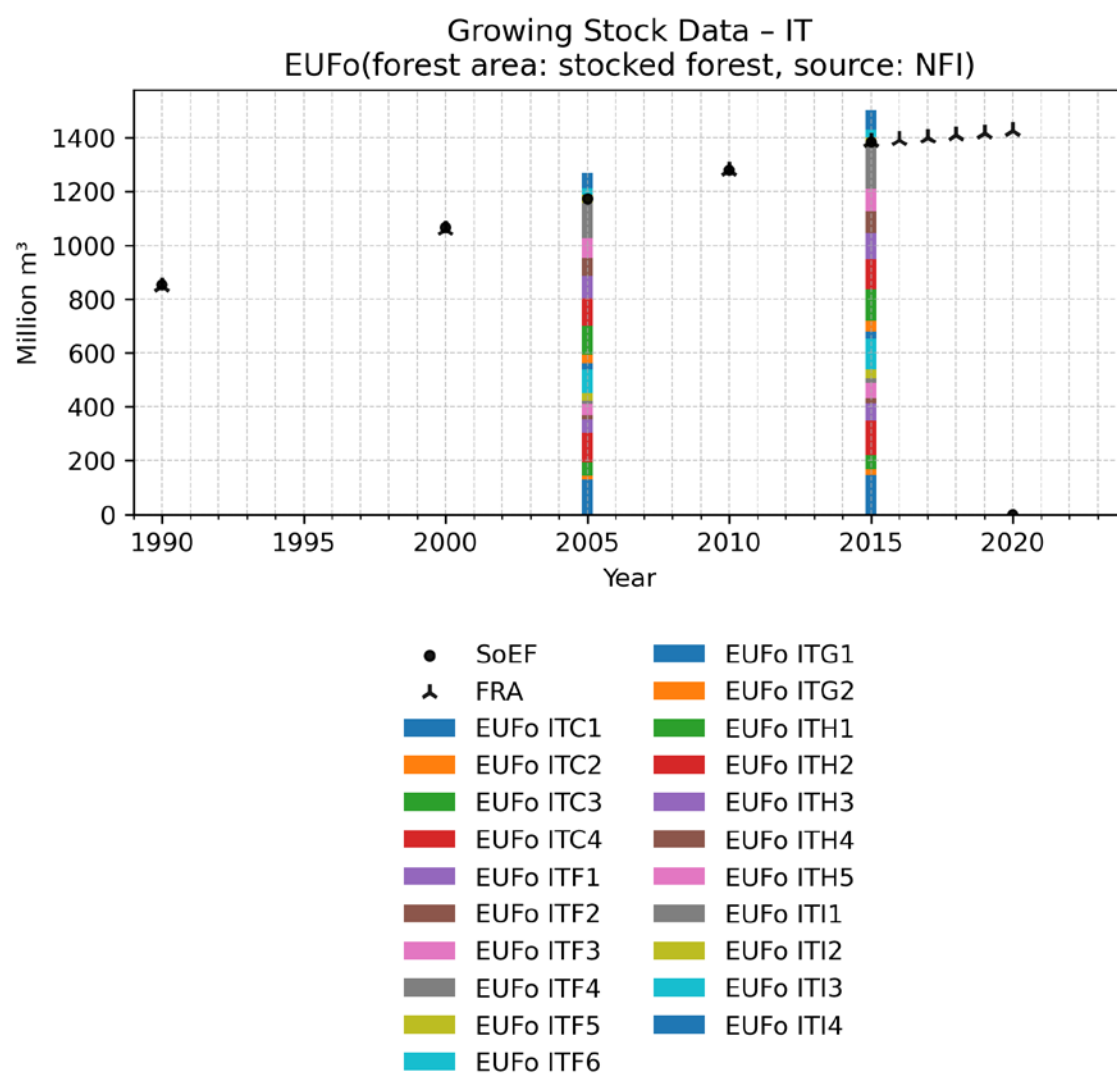 Growing Stock Data – IT
EUFo(forest area: stocked forest, source: NFI)
Million m³
1400
1200
1000
800
600
400
200
0
1990 1995 2000 2005 2010 2015 2020
Year
SoEF
FRA
EUFo ITC1
EUFo ITC2
EUFo ITC3
EUFo ITC4
EUFo ITF1
EUFo ITF2
EUFo ITF3
EUFo ITF4
EUFo ITF5
EUFo ITF6
EUFo ITG1
EUFo ITG2
EUFo ITH1
EUFo ITH2
EUFo ITH3
EUFo ITH4
EUFo ITH5
EUFo ITI1
EUFo ITI2
EUFo ITI3
EUFo ITI4